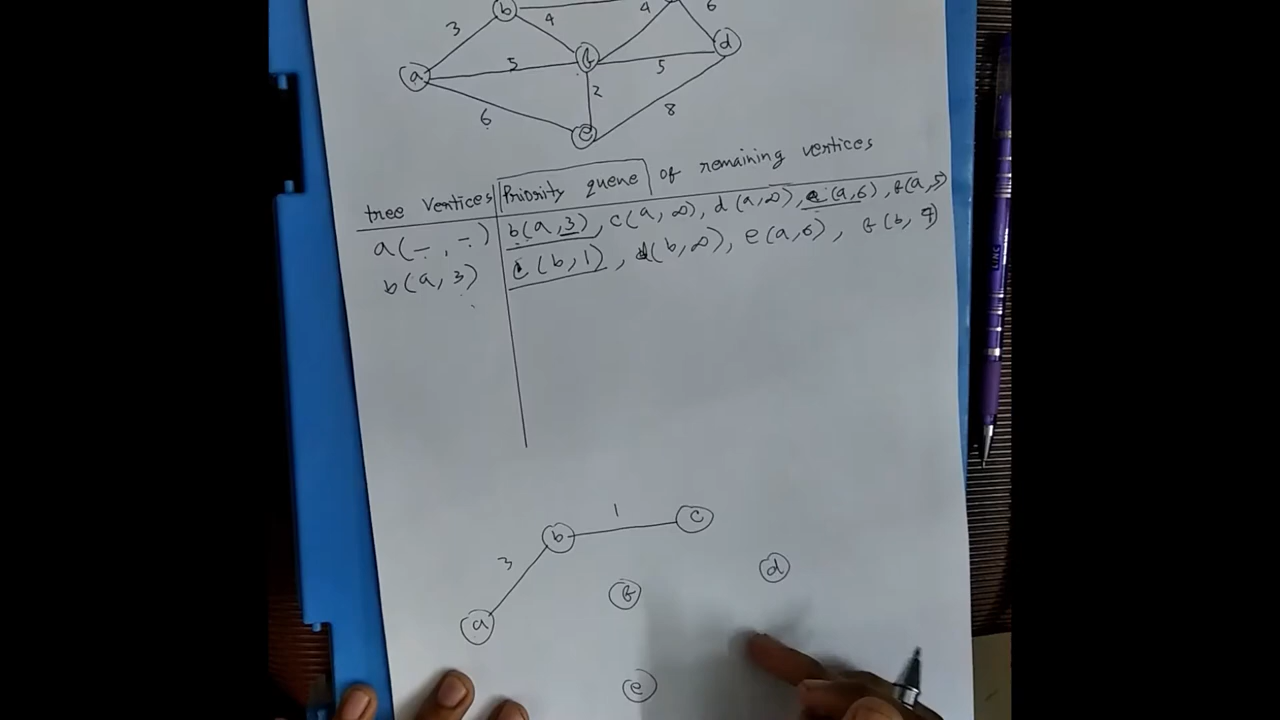 b
3 4 4 6
a 5 f 5 d
6 2 8
e
tree vertices Priority queue of remaining vertices
a(-, -) b(a, 3), c(a, ∞), d(a, ∞), e(a, 6), f(a, 5)
b(a, 3) c(b, 1), d(b, ∞), e(a, 6), f(b, 4)
1
b c
3 d
f
a
e
LINC